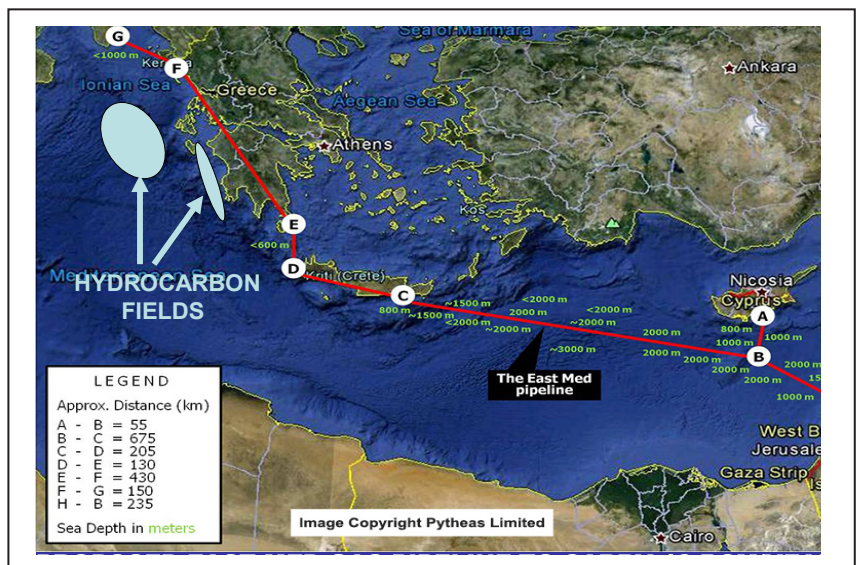 Sea of Marmara
G
<1000 m
F
Ionian Sea
Greece
Ankara
Aegean Sea
Athens
Kos
E
<600 m
D
Kriti (Crete)
C
HYDROCARBON
FIELDS
Nicosia
Cyprus
A
B
800 m
~1500 m
~1500 m
<2000 m
<2000 m
2000 m
<2000 m
~2000 m
~2000 m
~3000 m
2000 m
2000 m
2000 m
800 m
1000 m
1000 m
2000 m
2000 m
2000 m
1000 m
The East Med
pipeline
LEGEND
Approx. Distance (km)
A - B = 55
B - C = 675
C - D = 205
D - E = 130
E - F = 430
F - G = 150
H - B = 235
Sea Depth in meters
West B
Jerusale
Gaza Strip
Cairo
Image Copyright Pytheas Limited